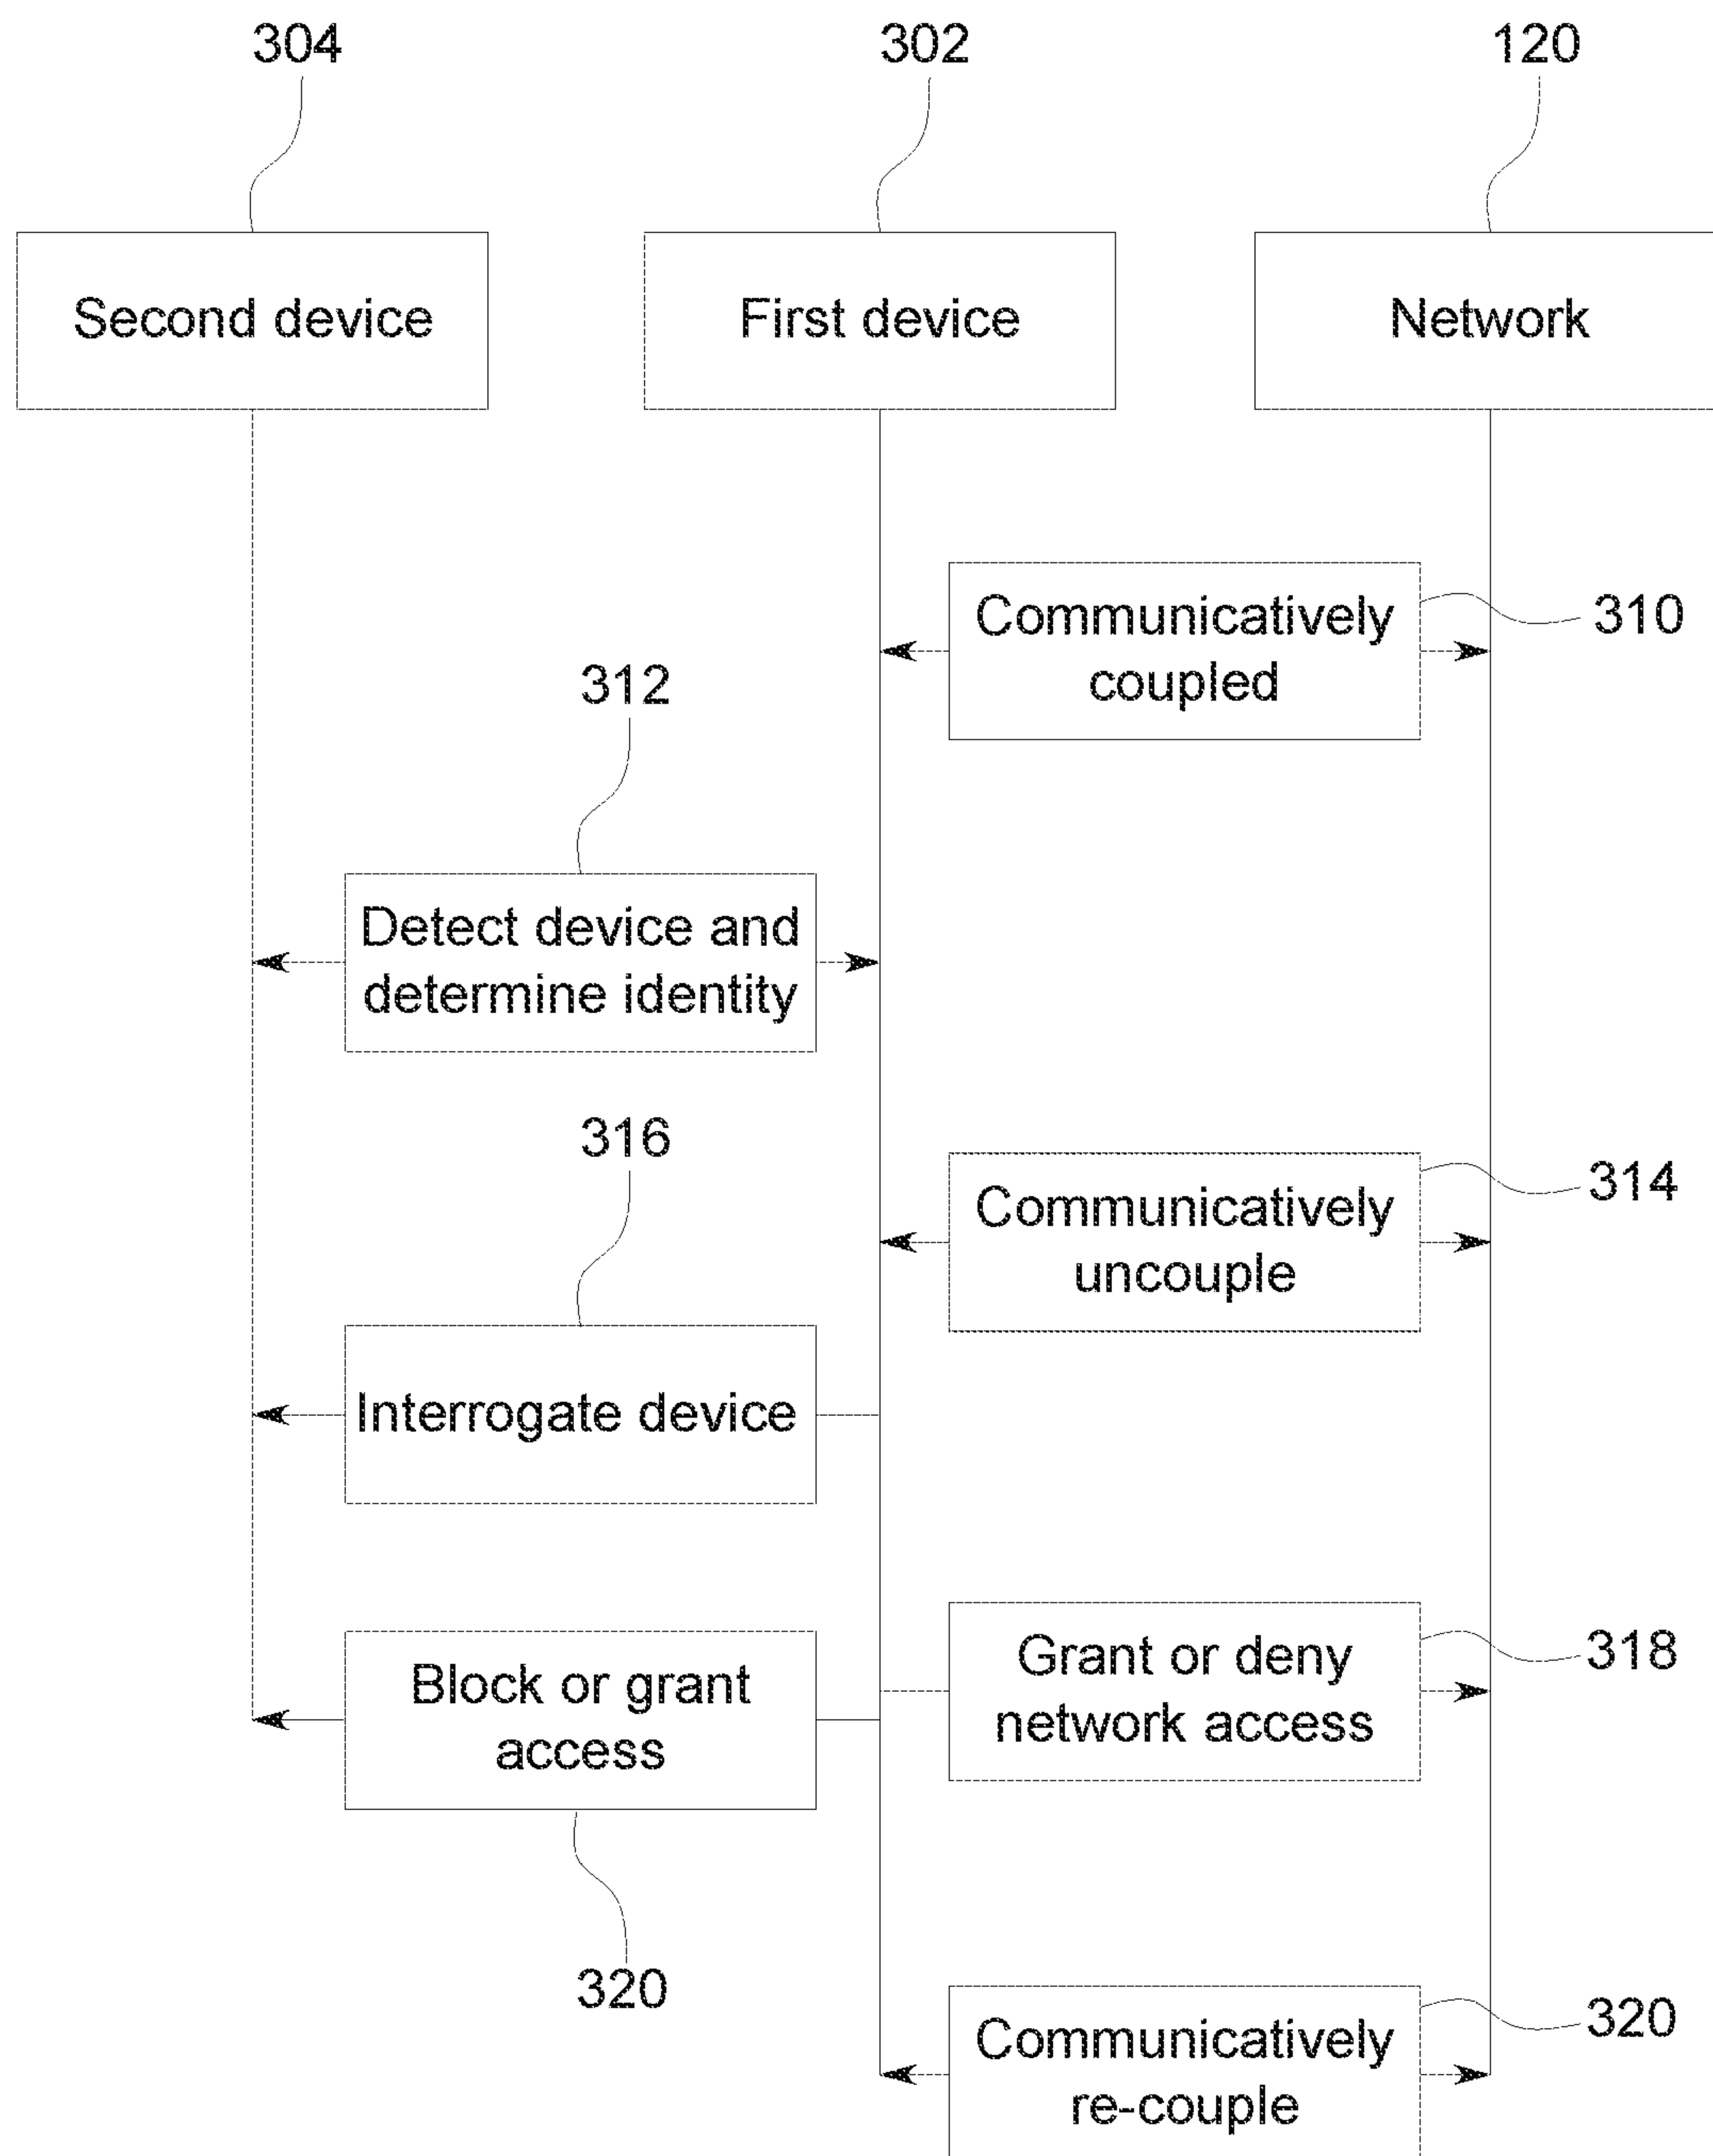 304
302
120
Second device
First device
Network
Communicatively
coupled
310
312
Detect device and
determine identity
316
Communicatively
uncouple
314
Interrogate device
Grant or deny
network access
318
Block or grant
access
320
Communicatively
re-couple
320